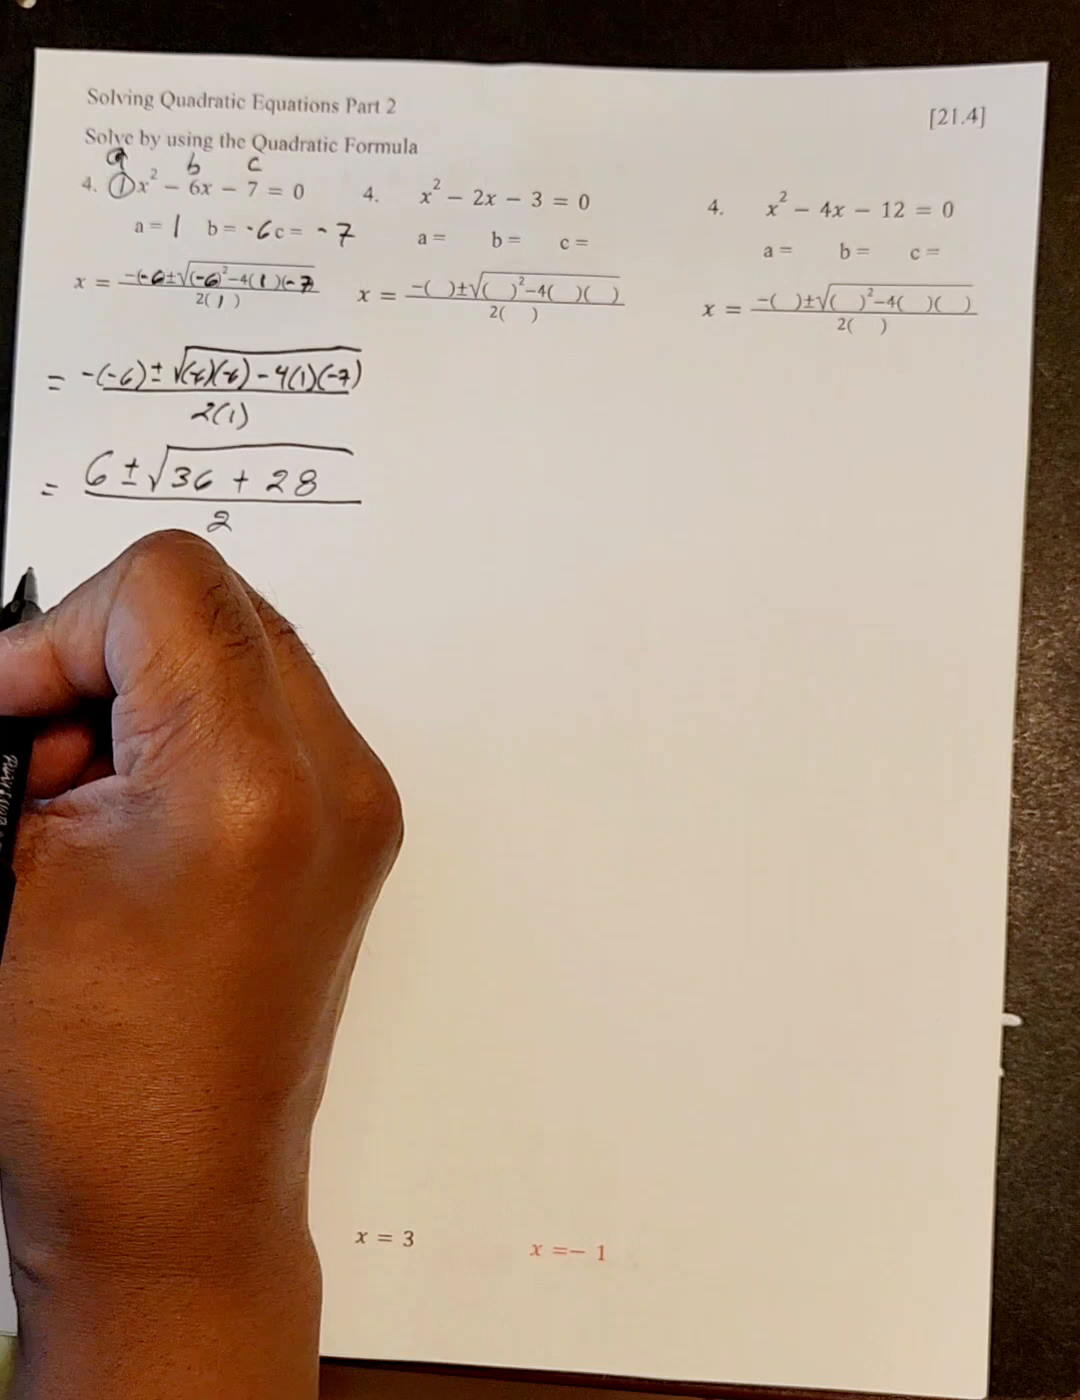 Solving Quadratic Equations Part 2
[21.4]
Solve by using the Quadratic Formula
a b c
4. 1x² − 6x − 7 = 0
a = 1 b = -6 c = -7
x = −(-6)±√(-6)²−4(1)(-7) / 2(1)
= -(-6) ± √(-6)(-6) - 4(1)(-7) / 2(1)
= 6 ± √36 + 28 / 2
4. x² − 2x − 3 = 0
a = b = c =
x = −( )±√( )²−4( )( ) / 2( )
x = 3 x =− 1
4. x² − 4x − 12 = 0
a = b = c =
x = −( )±√( )²−4( )( ) / 2( )